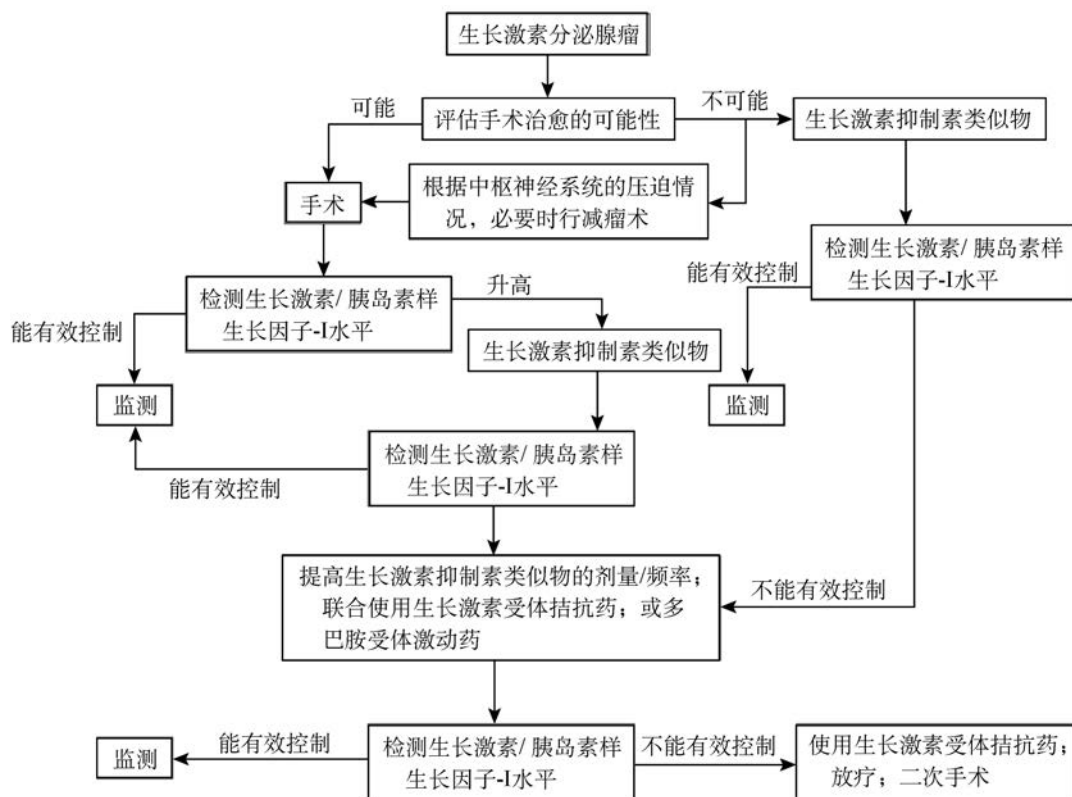 生长激素分泌腺瘤
可能
评估手术治愈的可能性
不可能
生长激素抑制素类似物
手术
根据中枢神经系统的压迫情
况，必要时行减瘤术
检测生长激素/ 胰岛素样
生长因子-I水平
能有效控制
升高
检测生长激素/ 胰岛素样
生长因子-I水平
能有效控制
生长激素抑制素类似物
监测
监测
检测生长激素/ 胰岛素样
生长因子-I水平
能有效控制
提高生长激素抑制素类似物的剂量/频率；
联合使用生长激素受体拮抗药；或多
巴胺受体激动药
不能有效控制
监测
能有效控制
检测生长激素/ 胰岛素样
生长因子-I水平
不能有效控制
使用生长激素受体拮抗药；
放疗；二次手术